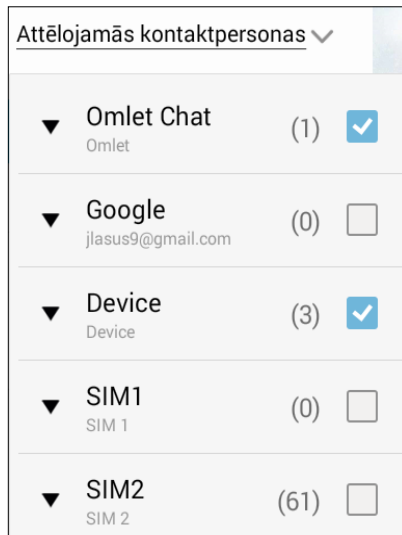 Attēlojamās kontaktpersonas
Omlet Chat
(1)
Omlet
Google
(0)
jlasus9@gmail.com
Device
(3)
Device
SIM1
(0)
SIM 1
SIM2
(61)
SIM 2